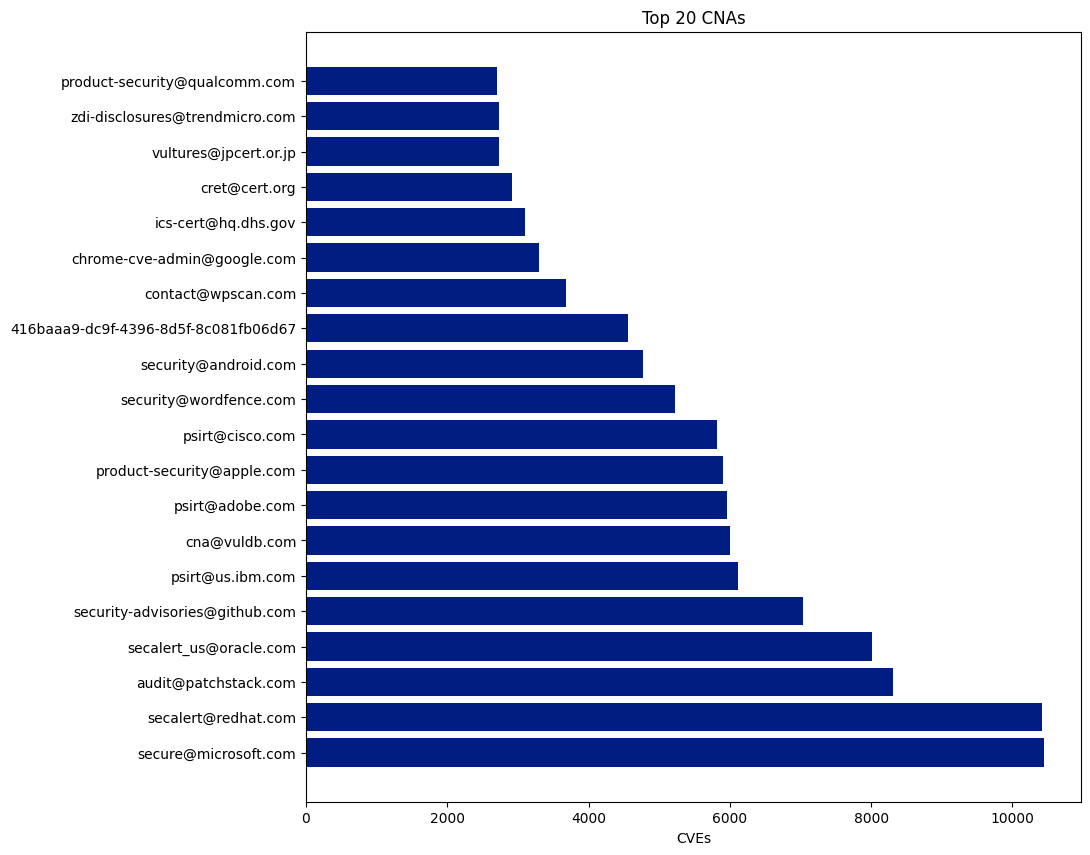 Top 20 CNAs
product-security@qualcomm.com
zdi-disclosures@trendmicro.com
vultures@jpcert.or.jp
cret@cert.org
ics-cert@hq.dhs.gov
chrome-cve-admin@google.com
contact@wpscan.com
416baaa9-dc9f-4396-8d5f-8c081fb06d67
security@android.com
security@wordfence.com
psirt@cisco.com
product-security@apple.com
psirt@adobe.com
cna@vuldb.com
psirt@us.ibm.com
security-advisories@github.com
secalert_us@oracle.com
audit@patchstack.com
secalert@redhat.com
secure@microsoft.com
0 2000 4000 6000 8000 10000
CVEs